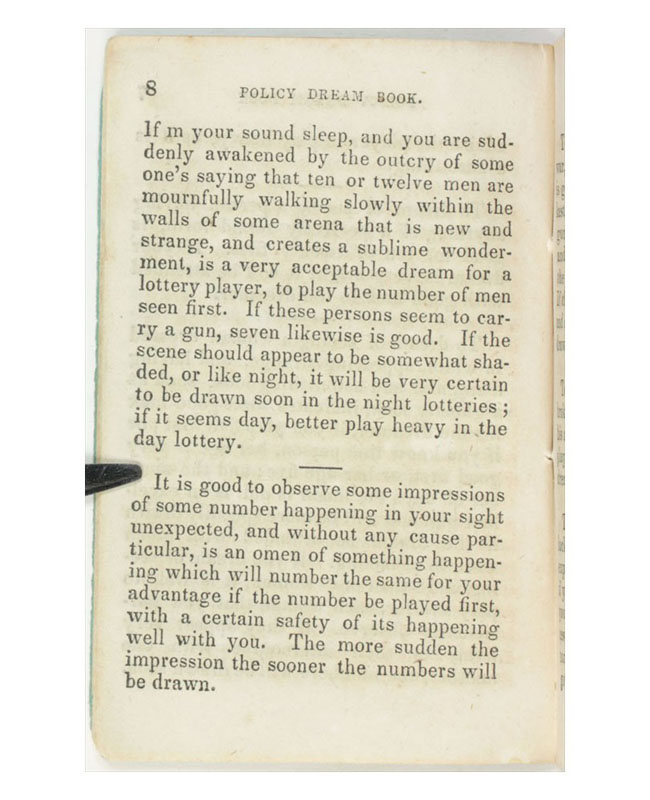 8 POLICY DREAM BOOK.
If m your sound sleep, and you are sud-
denly awakened by the outcry of some
one's saying that ten or twelve men are
mournfully walking slowly within the
walls of some arena that is new and
strange, and creates a sublime wonder-
ment, is a very acceptable dream for a
lottery player, to play the number of men
seen first. If these persons seem to car-
ry a gun, seven likewise is good. If the
scene should appear to be somewhat sha-
ded, or like night, it will be very certain
to be drawn soon in the night lotteries;
if it seems day, better play heavy in the
day lottery.
It is good to observe some impressions
of some number happening in your sight
unexpected, and without any cause par-
ticular, is an omen of something happen-
ing which will number the same for your
advantage if the number be played first,
with a certain safety of its happening
well with you. The more sudden the
impression the sooner the numbers will
be drawn.